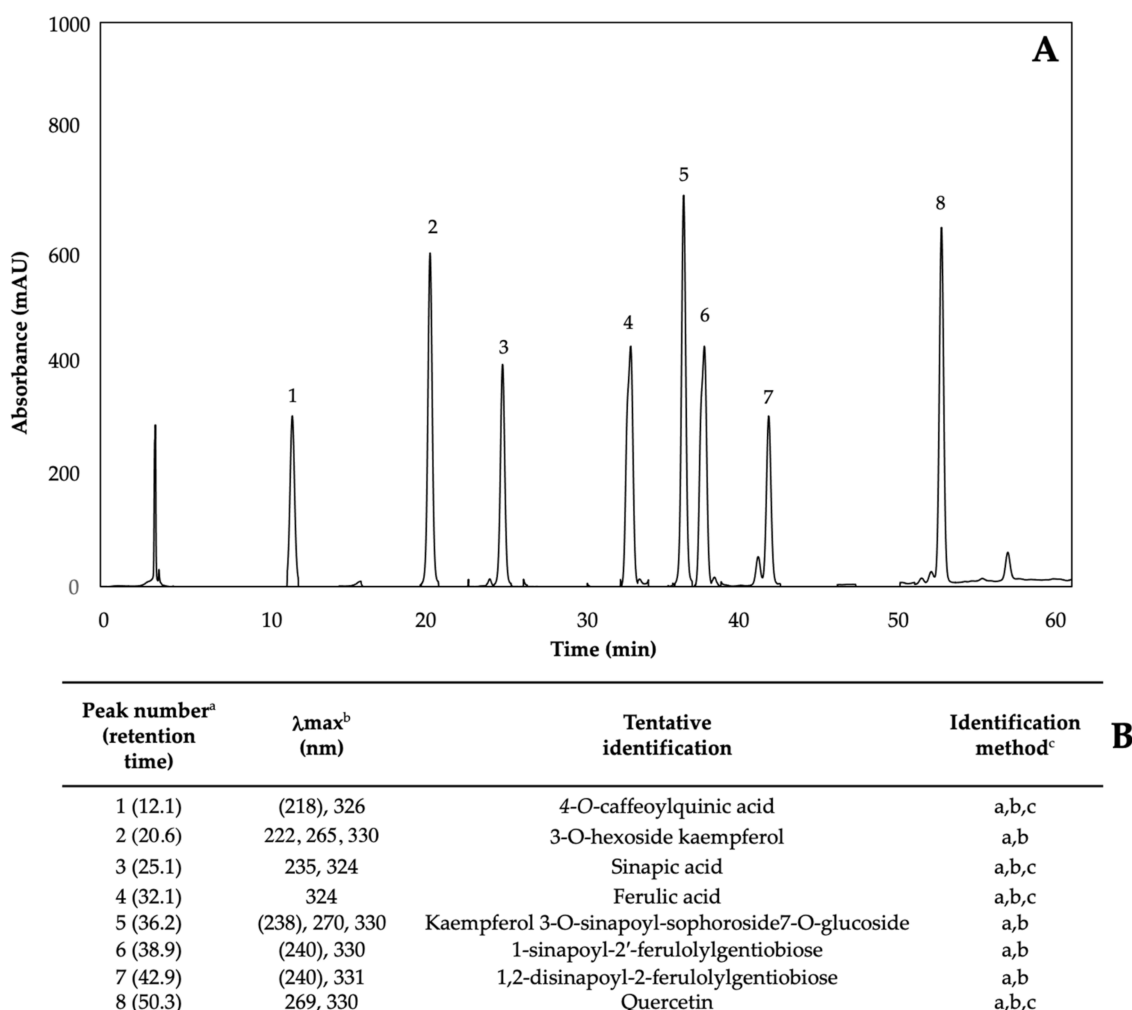 1000
A
800
5
8
2
600
Absorbance (mAU)
4
6
3
400
1
7
200
0
0 10 20 30 40 50 60
Time (min)
Peak numberᵃ (retention time) λmaxᵇ (nm) Tentative identification Identification methodᶜ
B
1 (12.1) (218), 326 4-O-caffeoylquinic acid a,b,c
2 (20.6) 222, 265, 330 3-O-hexoside kaempferol a,b
3 (25.1) 235, 324 Sinapic acid a,b,c
4 (32.1) 324 Ferulic acid a,b,c
5 (36.2) (238), 270, 330 Kaempferol 3-O-sinapoyl-sophoroside7-O-glucoside a,b
6 (38.9) (240), 330 1-sinapoyl-2′-ferulolylgentiobiose a,b
7 (42.9) (240), 331 1,2-disinapoyl-2-ferulolylgentiobiose a,b
8 (50.3) 269, 330 Quercetin a,b,c